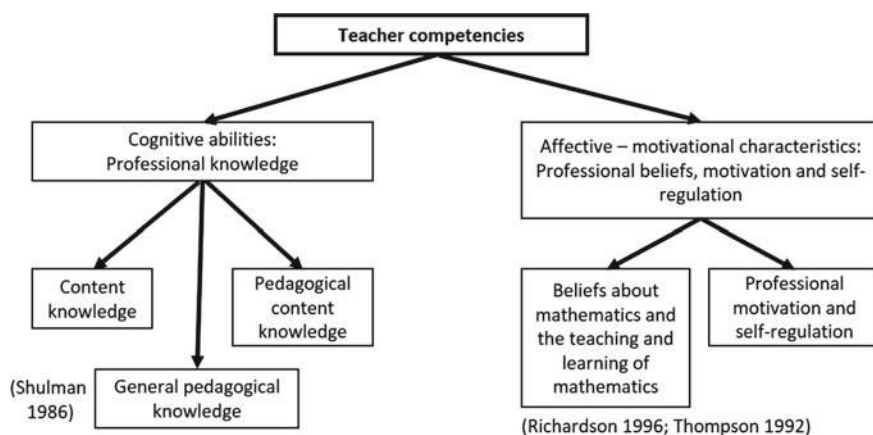 Teacher competencies
Cognitive abilities:
Professional knowledge
Affective – motivational characteristics:
Professional beliefs, motivation and self-
regulation
Content
knowledge
Pedagogical
content
knowledge
Beliefs about
mathematics and
the teaching and
learning of
mathematics
Professional
motivation and
self-regulation
(Shulman
1986)
General pedagogical
knowledge
(Richardson 1996; Thompson 1992)